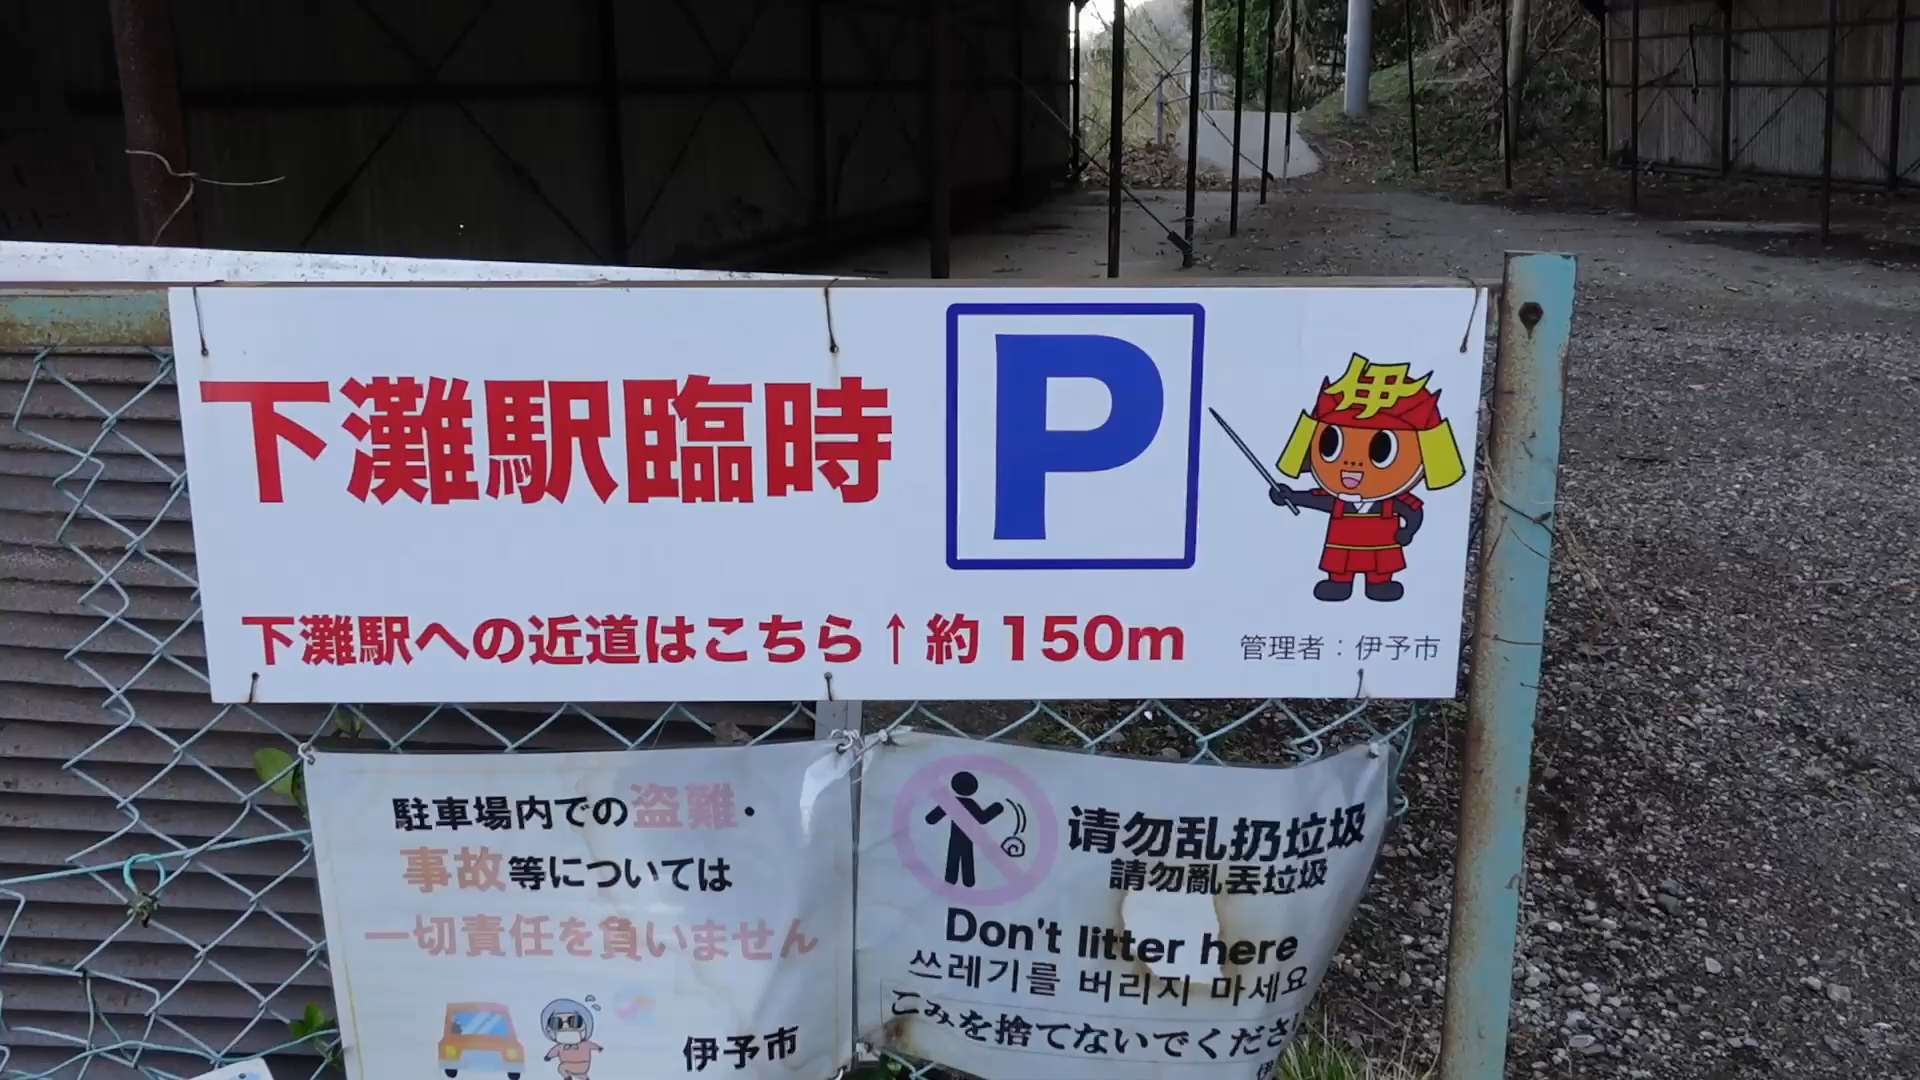 下灘駅臨時 P
伊
下灘駅への近道はこちら↑約150m
管理者：伊予市
駐車場内での盗難・
事故等については
一切責任を負いません
伊予市
请勿乱扔垃圾
請勿亂丟垃圾
Don't litter here
쓰레기를 버리지 마세요
ごみを捨てないでくださ